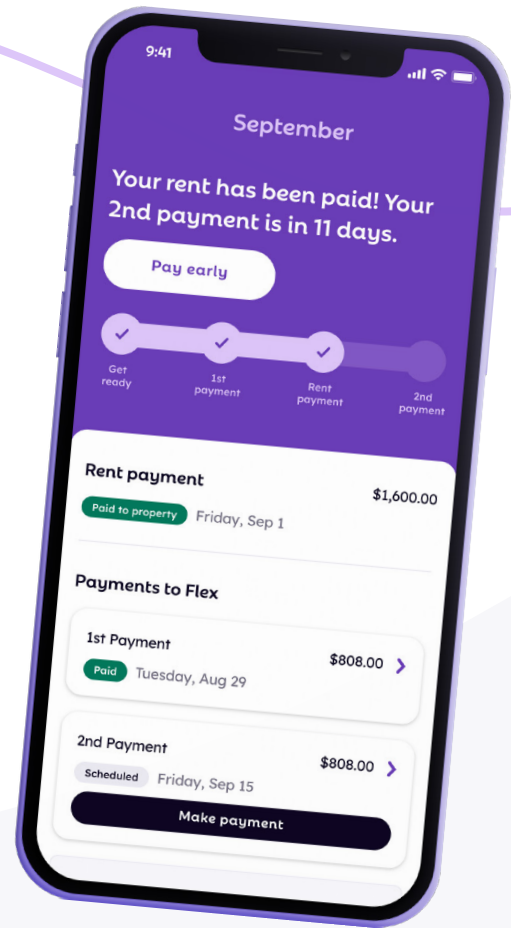 9:41
September
Your rent has been paid! Your
2nd payment is in 11 days.
Pay early
Get
ready
1st
payment
Rent
payment
2nd
payment
Rent payment
$1,600.00
Paid to property
Friday, Sep 1
Payments to Flex
1st Payment
$808.00
Paid
Tuesday, Aug 29
2nd Payment
$808.00
Scheduled
Friday, Sep 15
Make payment